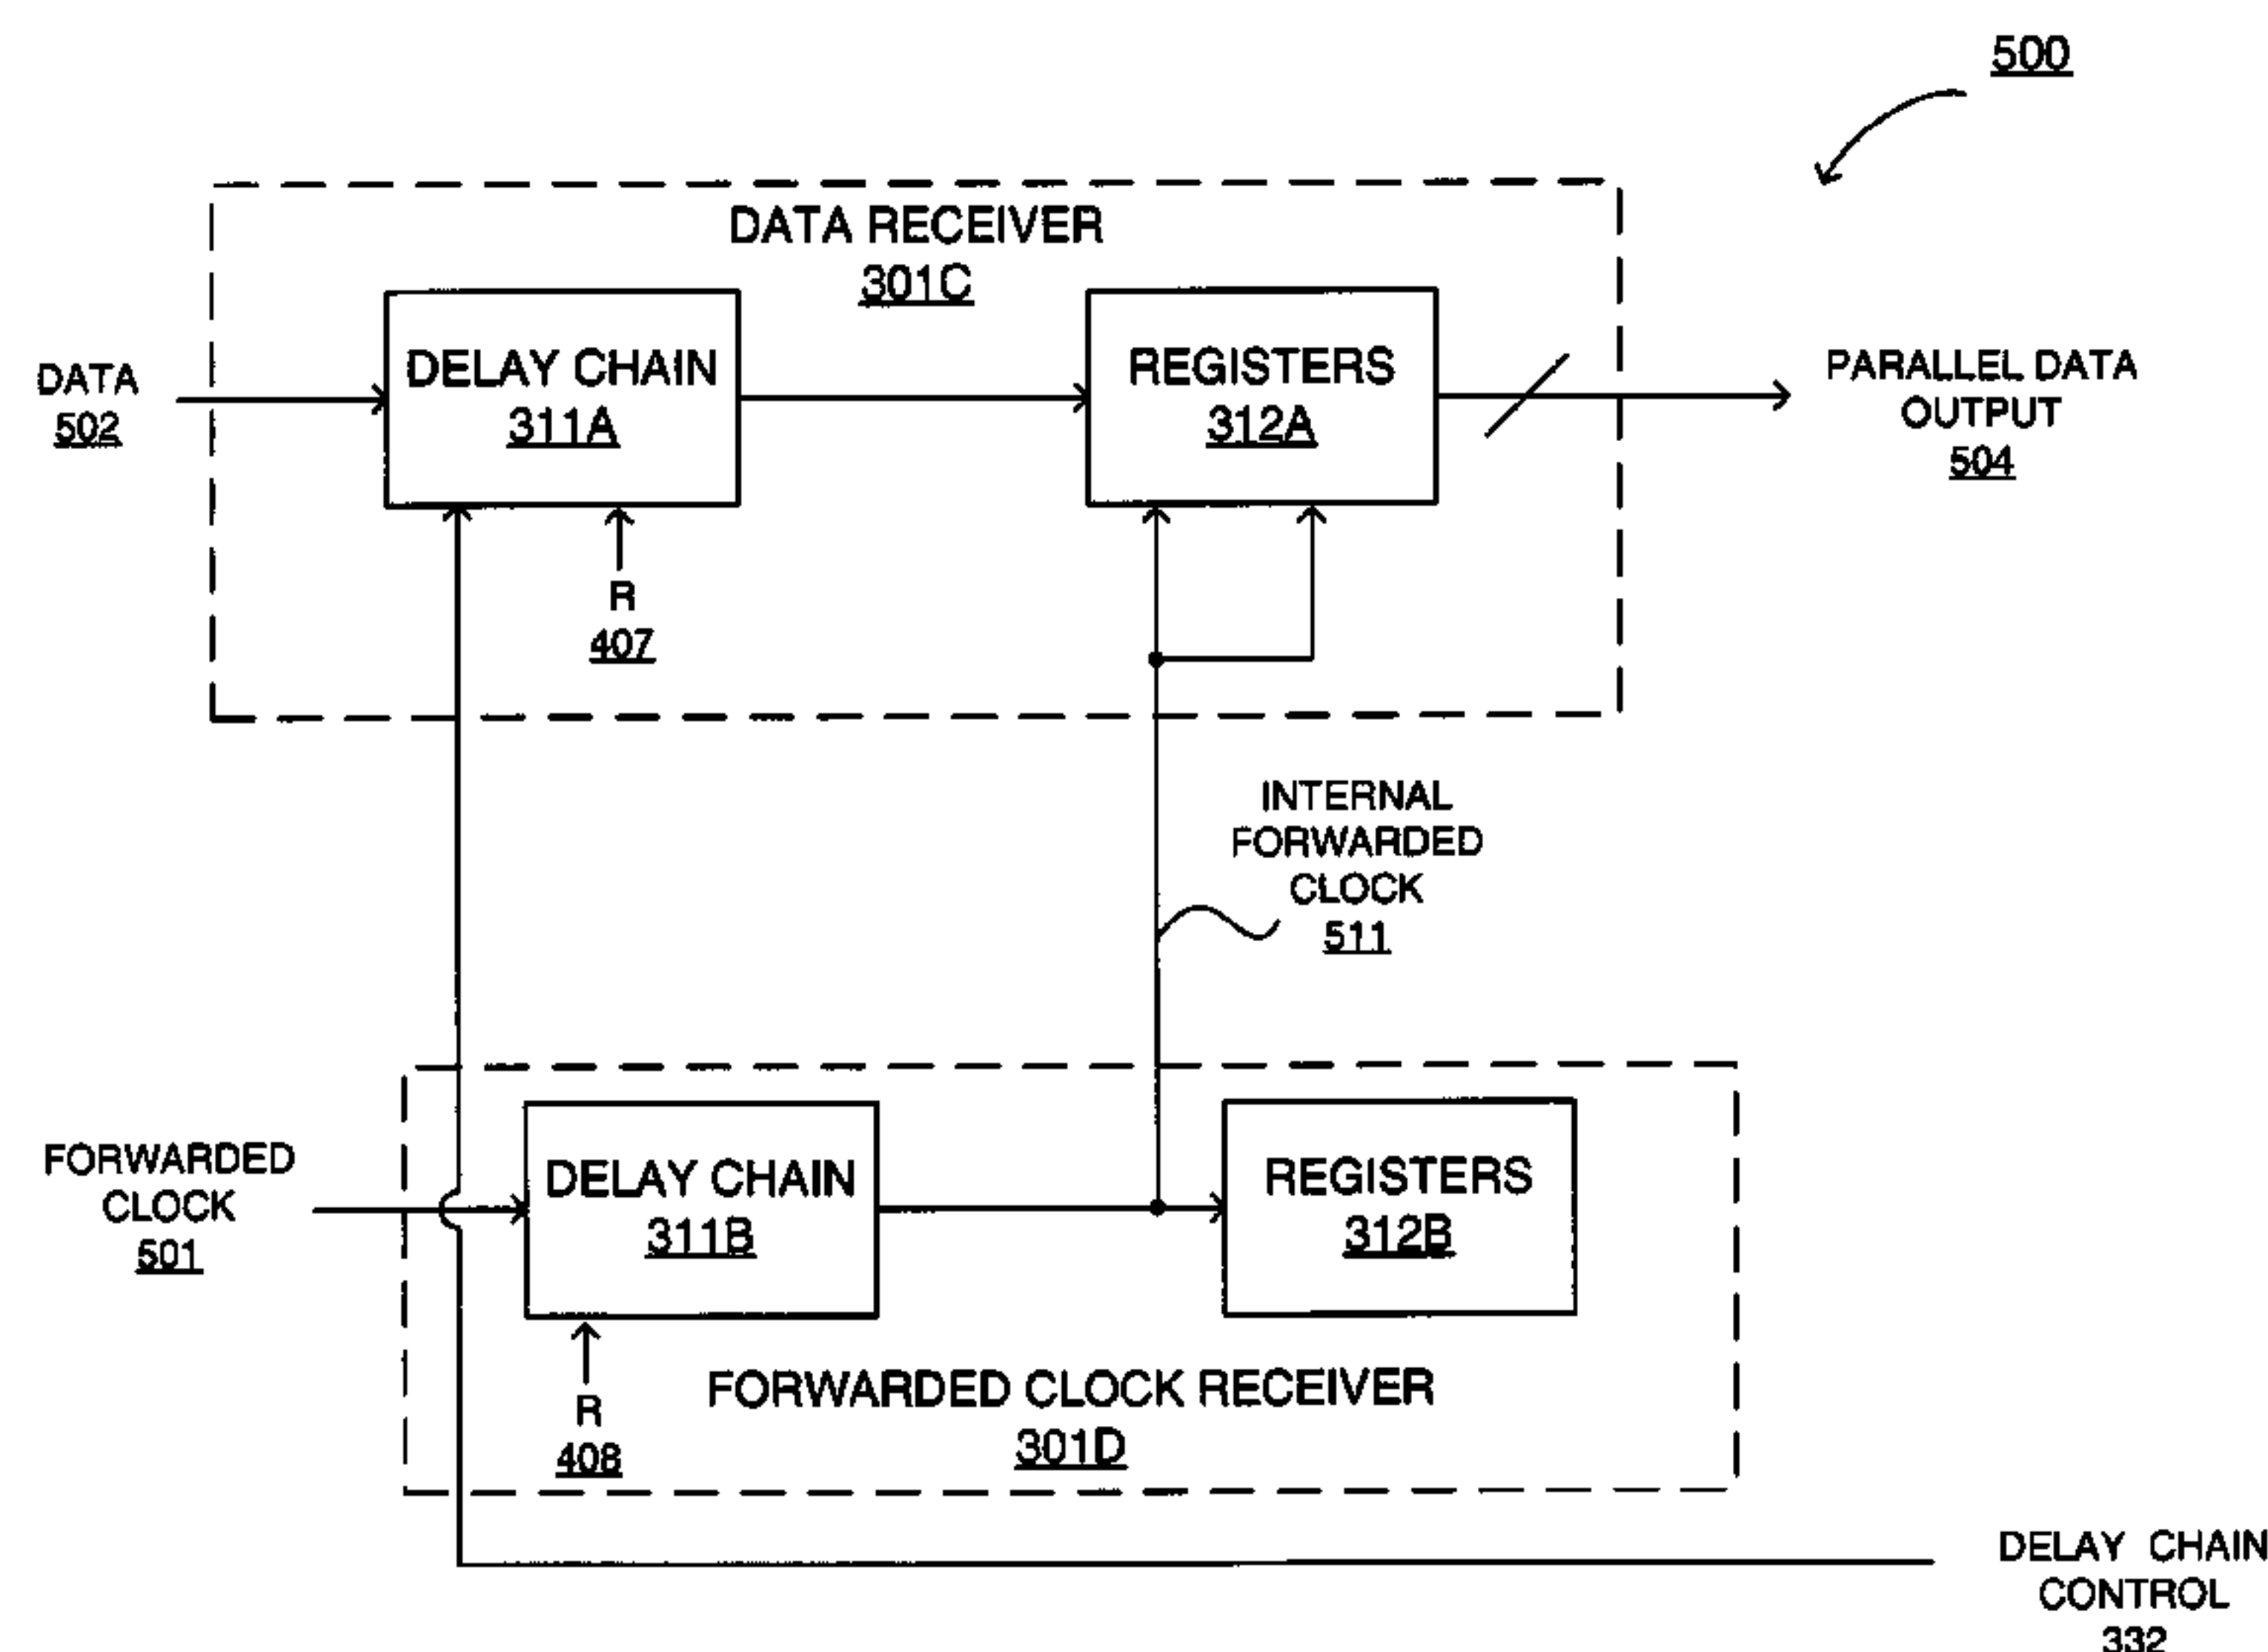 500
DATA RECEIVER
301C
DATA
502
DELAY CHAIN
311A
REGISTERS
312A
PARALLEL DATA
OUTPUT
504
R
407
INTERNAL
FORWARDED
CLOCK
511
FORWARDED
CLOCK
501
DELAY CHAIN
311B
REGISTERS
312B
R
408
FORWARDED CLOCK RECEIVER
301D
DELAY CHAIN
CONTROL
332